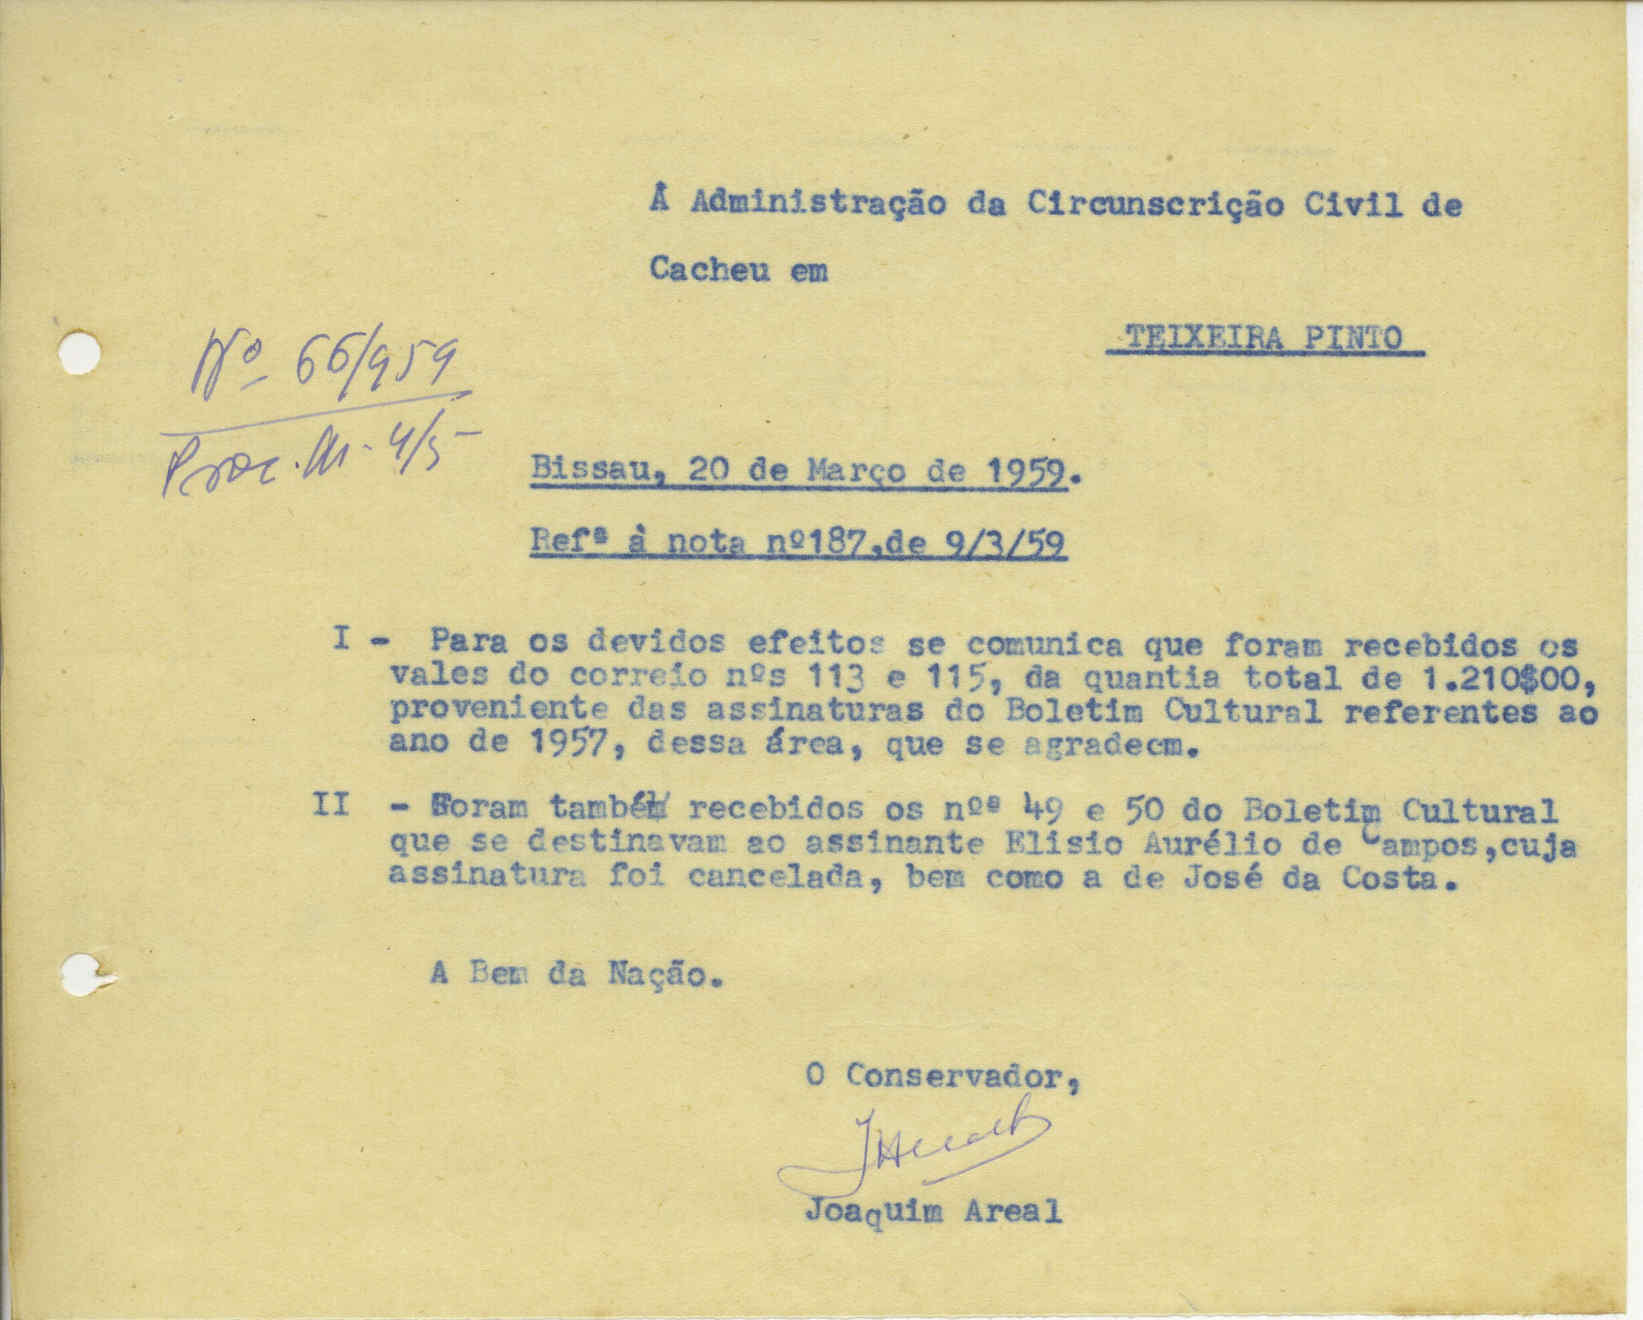 À Administração da Circunscrição Civil de
Cacheu em
TEIXEIRA PINTO
Nº 66/959
Proc. 4/5
Bissau, 20 de Março de 1959.
Refª à nota nº187,de 9/3/59
I - Para os devidos efeitos se comunica que foram recebidos os
vales do correio nºs 113 e 115, da quantia total de 1.210$00,
proveniente das assinaturas do Boletim Cultural referentes ao
ano de 1957, dessa área, que se agradecm.
II - Foram também recebidos os nºª 49 e 50 do Boletim Cultural
que se destinavam ao assinante Elisio Aurélio de Campos,cuja
assinatura foi cancelada, bem como a de José da Costa.
A Bem da Nação.
O Conservador,
Joaquim Areal